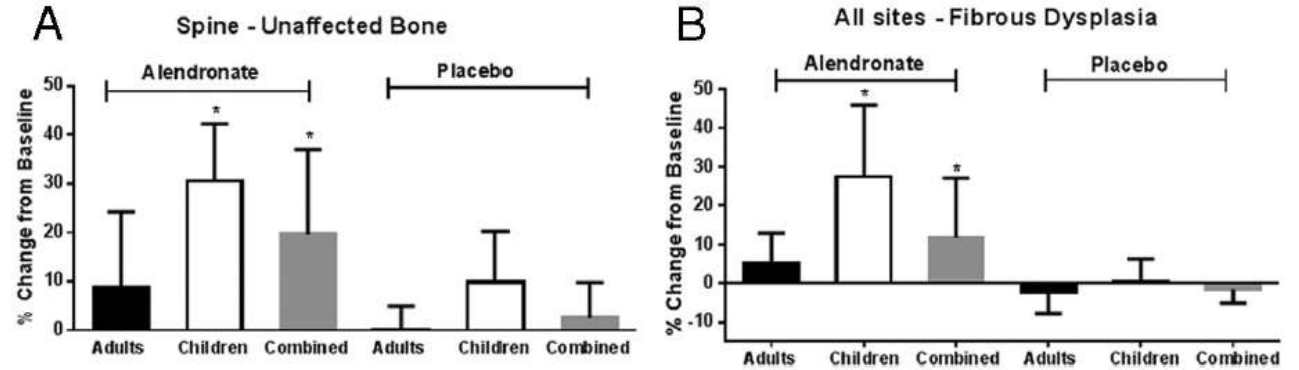 A
Spine - Unaffected Bone
Alendronate
Placebo
% Change from Baseline
50
40
30
20
10
0
*
*
Adults Children Combined Adults Children Combined
B
All sites - Fibrous Dysplasia
Alendronate
Placebo
% Change from Baseline
50
40
30
20
10
0
-10
*
*
Adults Children Combined Adults Children Combined